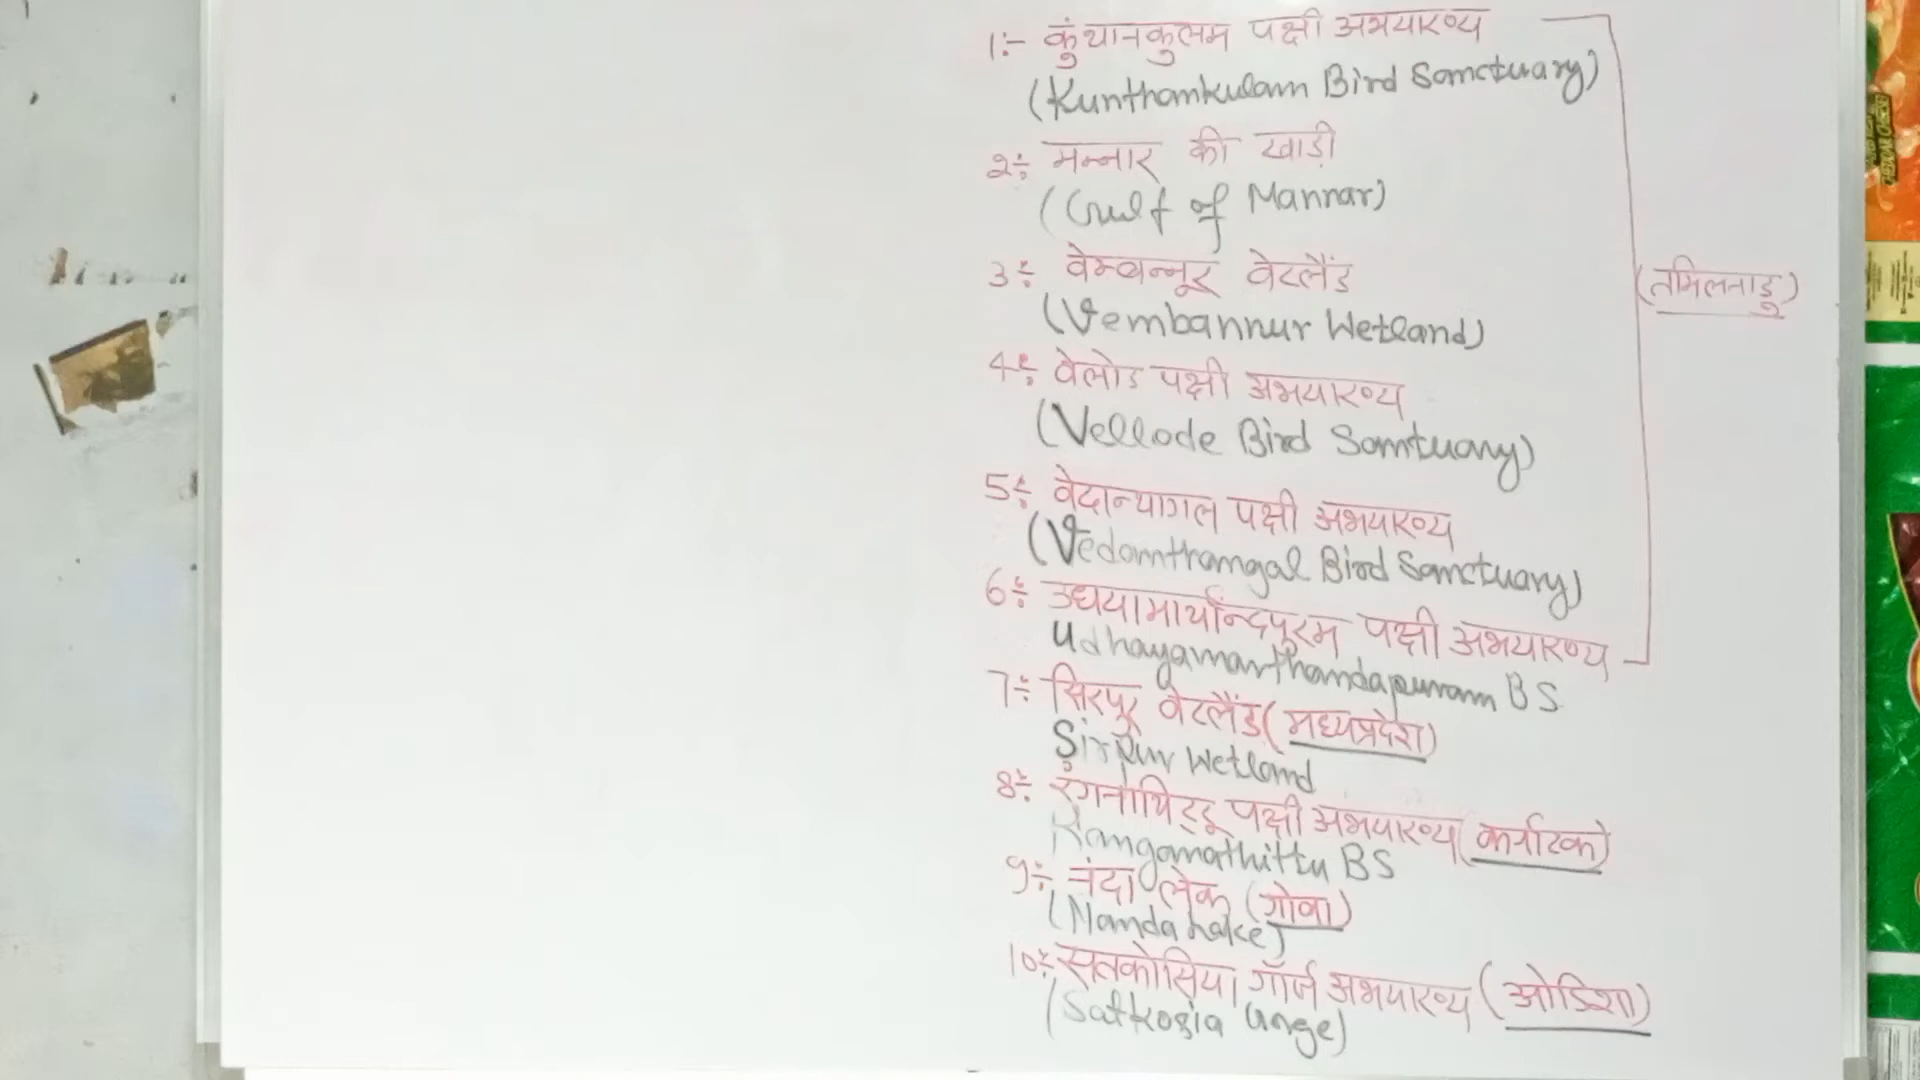 1:- कुंथानकुलम पक्षी अभयारण्य
(Kunthankulam Bird Sanctuary)
2÷ मन्नार की खाड़ी
(Gulf of Mannar)
3÷ वेम्बन्नूर वेटलैंड
(Vembannur Wetland)
(तमिलनाडु)
4÷ वेलोड पक्षी अभयारण्य
(Vellode Bird Santuary)
5÷ वेदान्थागल पक्षी अभयारण्य
(Vedanthangal Bird Sanctuary)
6÷ उधयामार्थान्दपुरम पक्षी अभयारण्य
Udhayamarthandapuram BS
7÷ सिरपुर वेटलैंड (मध्यप्रदेश)
Sirpur Wetland
8÷ रंगनाथिट्टू पक्षी अभयारण्य (कर्नाटक)
Ranganathittu BS
9÷ नंदा लेक (गोवा)
(Nanda Lake)
10÷ सतकोसिया गॉर्ज अभयारण्य (ओडिशा)
(Satkosia Gorge)